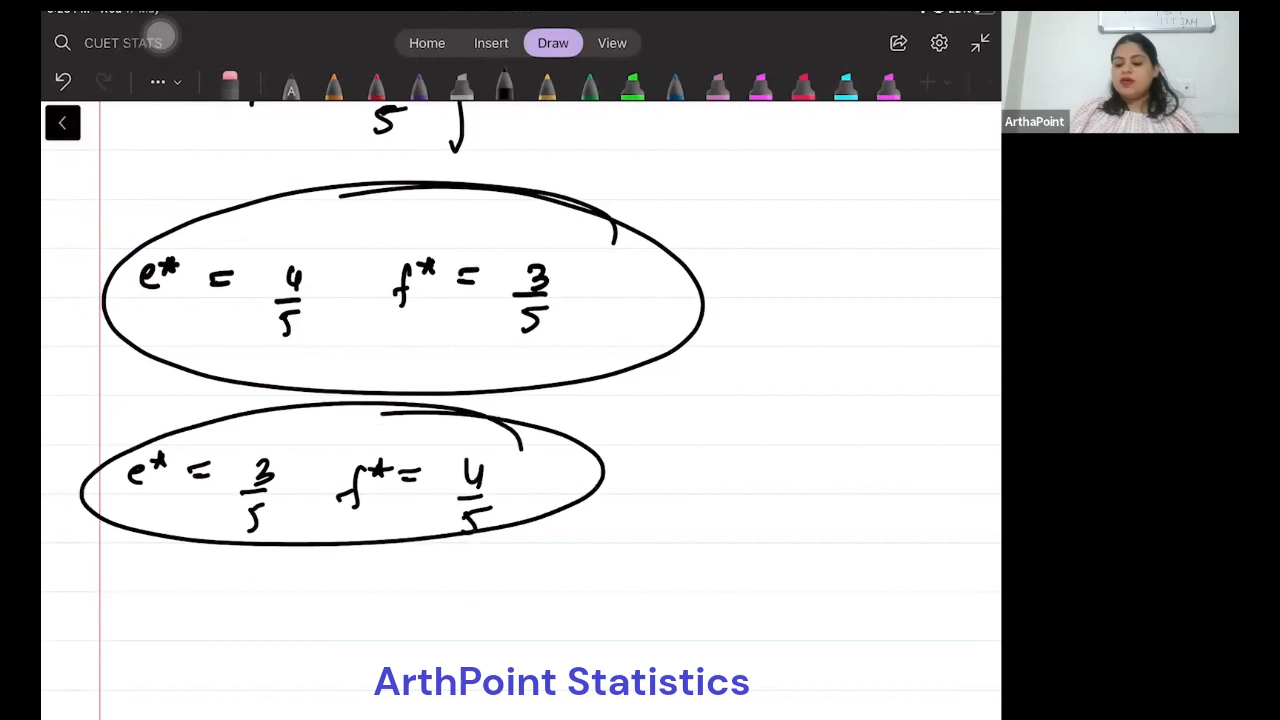 CUET STATS
Home Insert Draw View
A
5
e* = 4/5 f* = 3/5
e* = 3/5 f* = 4/5
ArthaPoint
ArthPoint Statistics